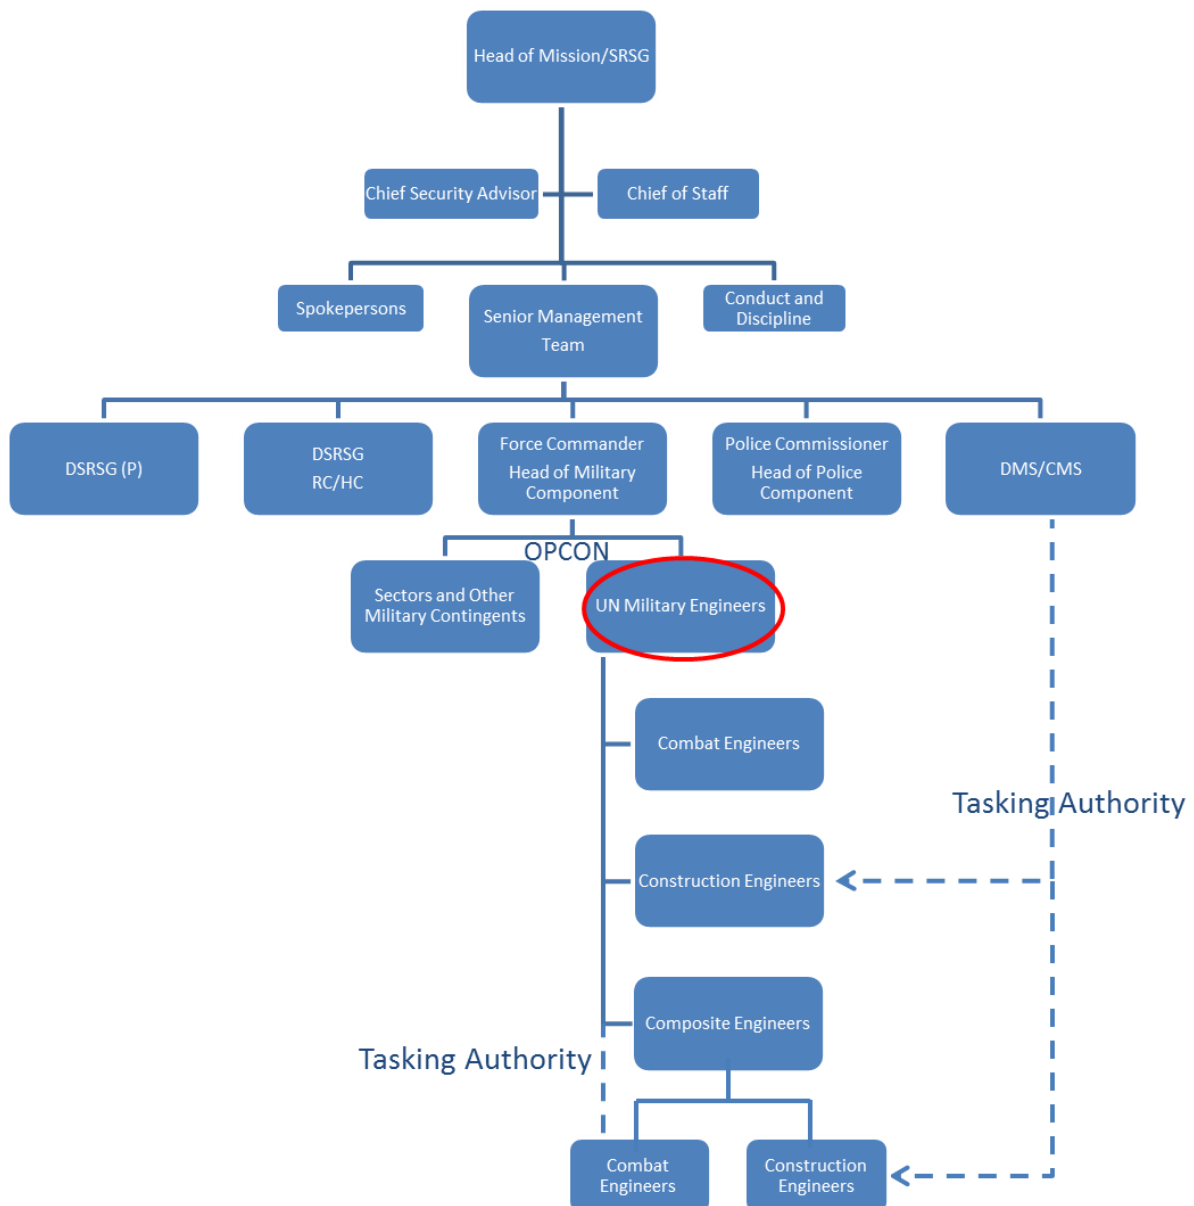 Head of Mission/SRSG
Chief Security Advisor
Chief of Staff
Spokepersons
Senior Management
Team
Conduct and
Discipline
DSRSG (P)
DSRSG
RC/HC
Force Commander
Head of Military
Component
Police Commissioner
Head of Police
Component
DMS/CMS
OPCON
Sectors and Other
Military Contingents
UN Military Engineers
Combat Engineers
Tasking Authority
Construction Engineers
Composite Engineers
Tasking Authority
Combat
Engineers
Construction
Engineers